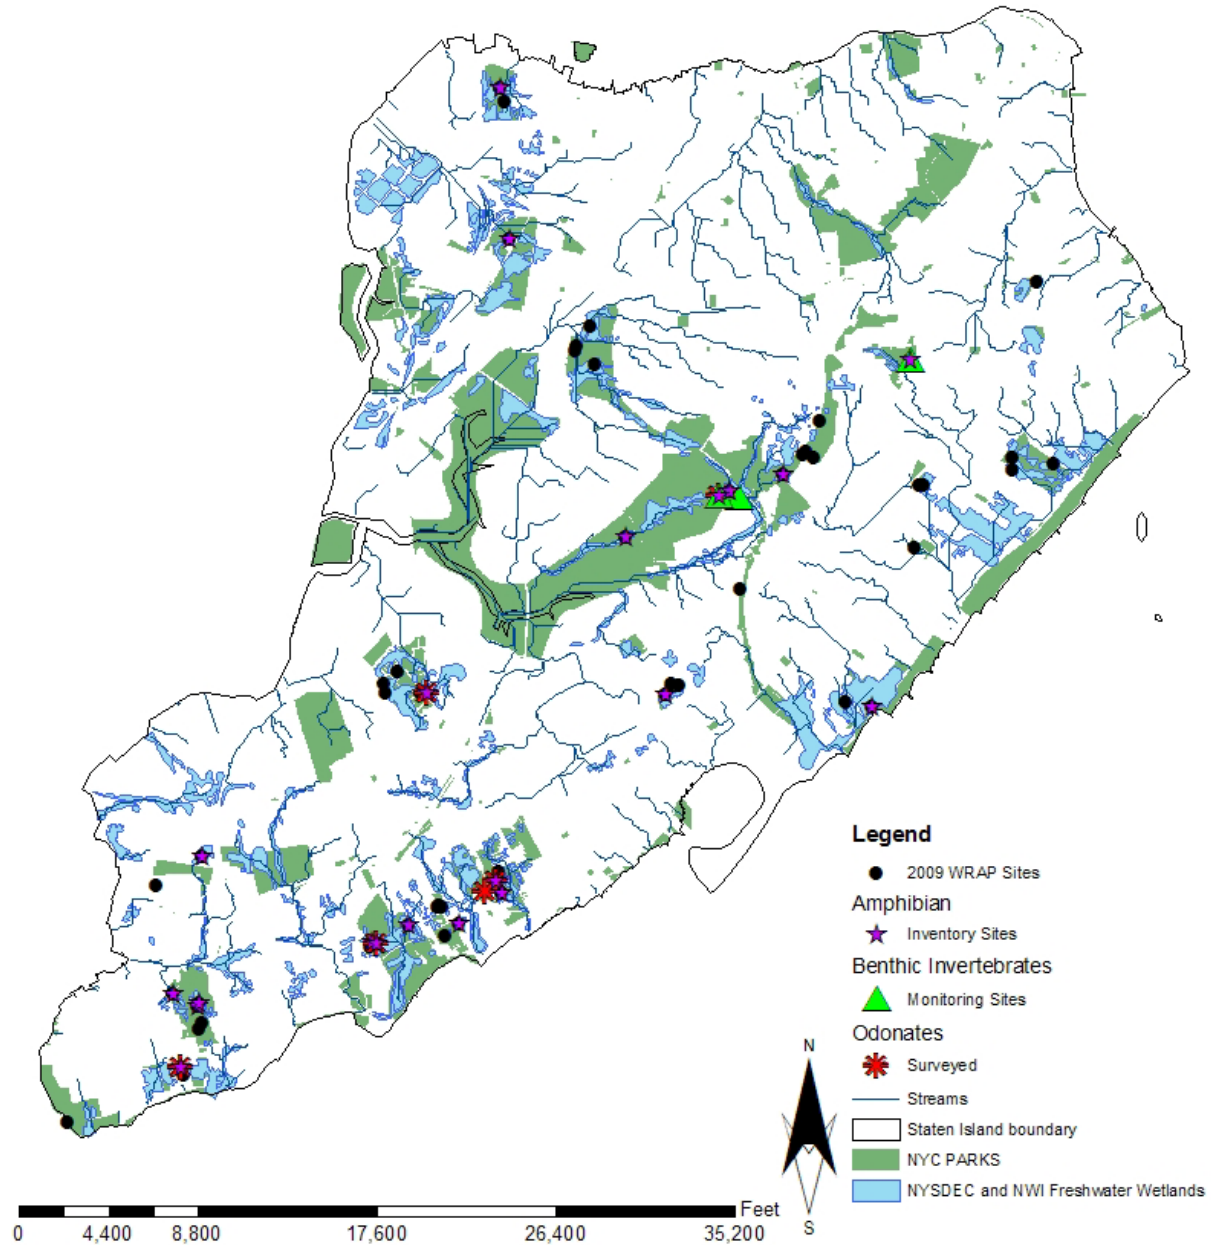 Legend
2009 WRAP Sites
Amphibian
Inventory Sites
Benthic Invertebrates
Monitoring Sites
Odonates
Surveyed
Streams
Staten Island boundary
NYC PARKS
NYSDEC and NWI Freshwater Wetlands
N
S
Feet
0 4,400 8,800 17,600 26,400 35,200